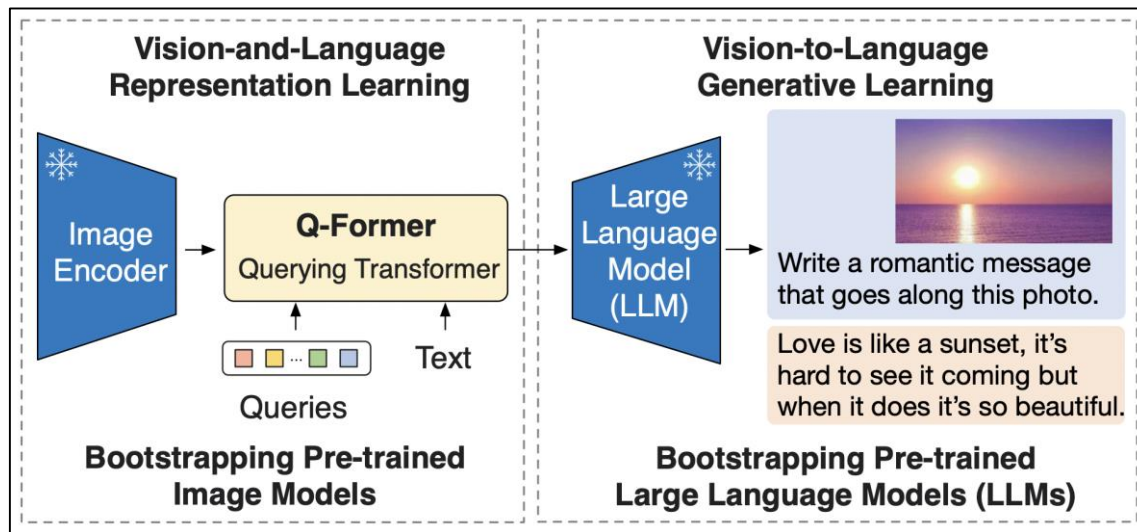 Vision-and-Language
Representation Learning
Image
Encoder
Q-Former
Querying Transformer
...
Queries
Text
Bootstrapping Pre-trained
Image Models
Vision-to-Language
Generative Learning
Large
Language
Model
(LLM)
Write a romantic message
that goes along this photo.
Love is like a sunset, it’s
hard to see it coming but
when it does it’s so beautiful.
Bootstrapping Pre-trained
Large Language Models (LLMs)